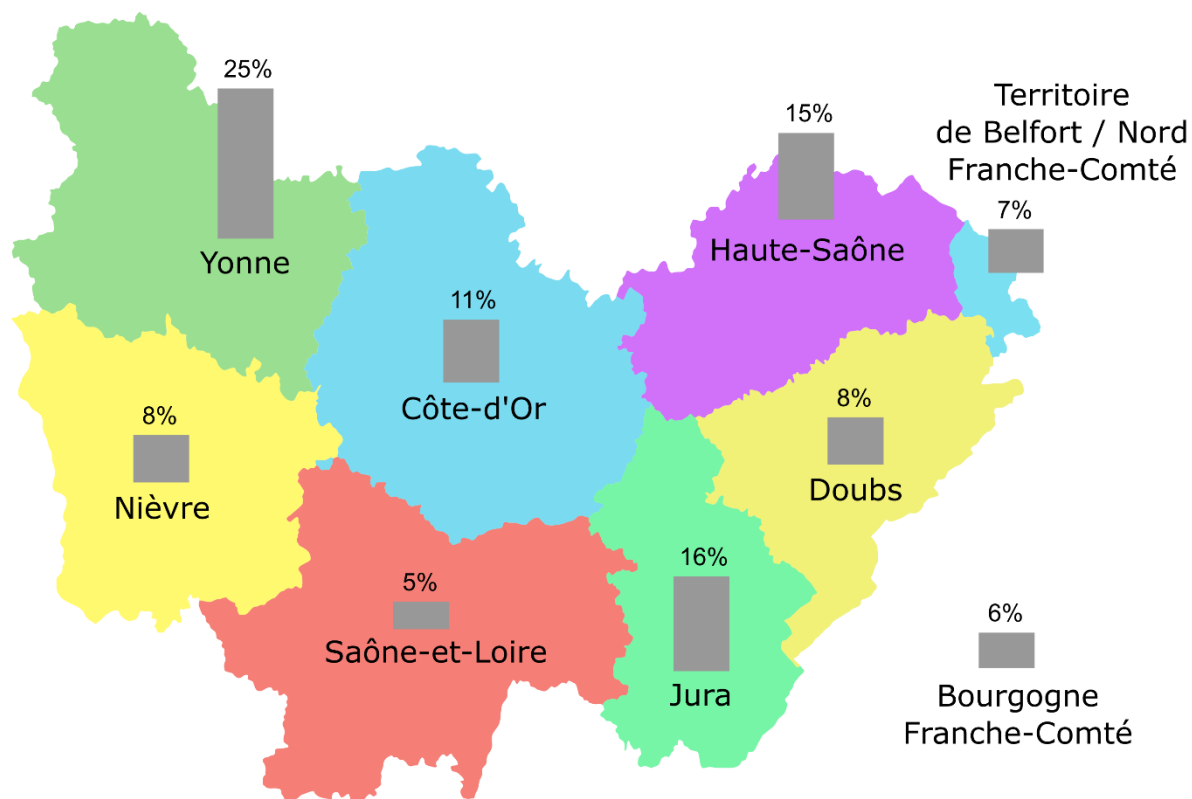 25%
Yonne
15%
Haute-Saône
Territoire
de Belfort / Nord
Franche-Comté
7%
11%
Côte-d'Or
8%
Nièvre
8%
Doubs
5%
Saône-et-Loire
16%
Jura
6%
Bourgogne
Franche-Comté